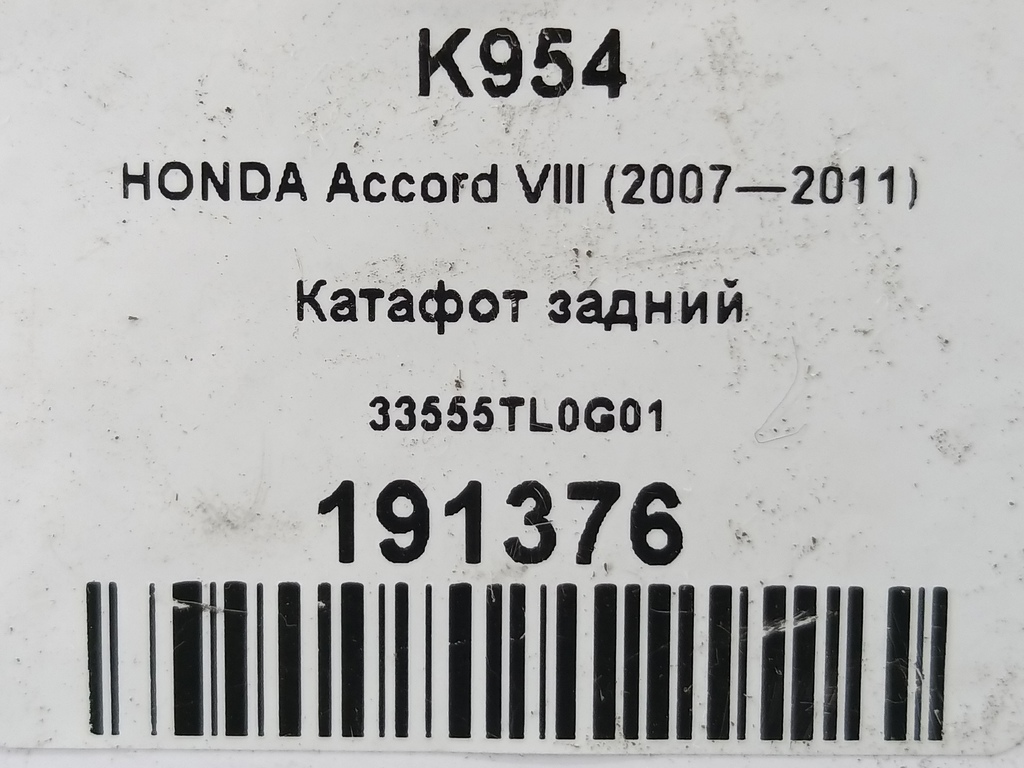 K954
HONDA Accord VIII (2007—2011)
Катафот задний
33555TL0G01
191376